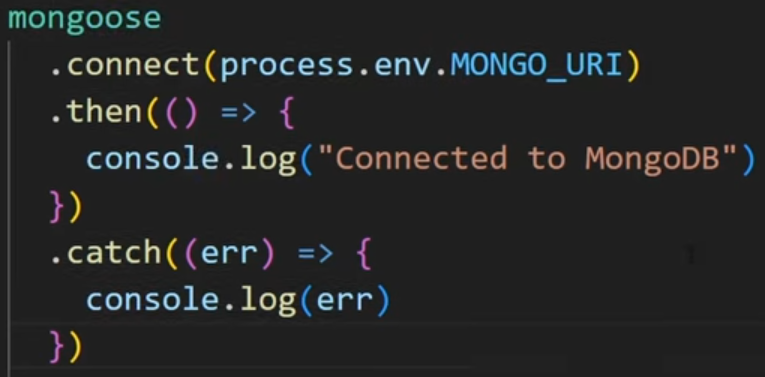 mongoose
  .connect(process.env.MONGO_URI)
  .then(() => {
    console.log("Connected to MongoDB")
  })
  .catch((err) => {
    console.log(err)
  })